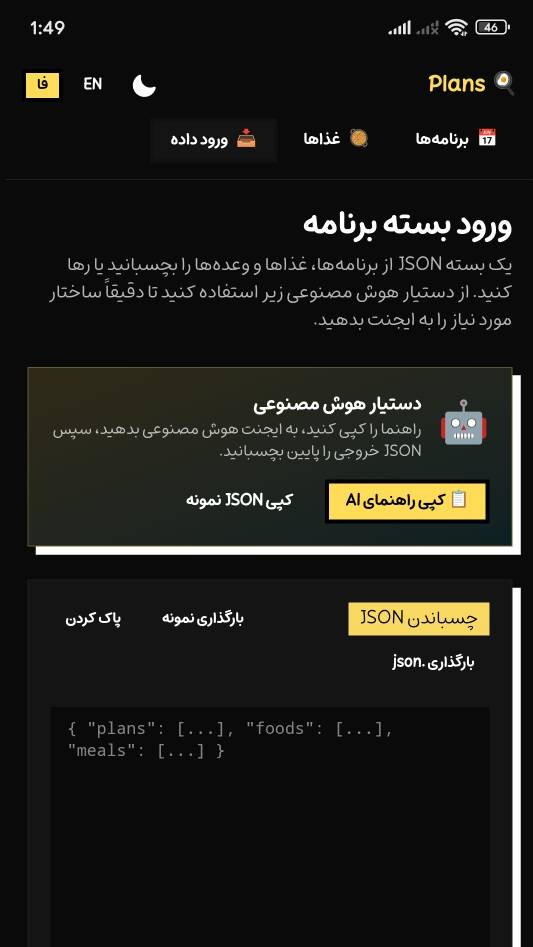 1:49
46
Plans
EN
فا
برنامه‌ها
غذاها
ورود داده
ورود بسته برنامه
یک بسته JSON از برنامه‌ها، غذاها و وعده‌ها را بچسبانید یا رها
کنید. از دستیار هوش مصنوعی زیر استفاده کنید تا دقیقاً ساختار
مورد نیاز را به ایجنت بدهید.
دستیار هوش مصنوعی
راهنما را کپی کنید، به ایجنت هوش مصنوعی بدهید، سپس
JSON خروجی را پایین بچسبانید.
کپی راهنمای AI
کپی JSON نمونه
چسباندن JSON
بارگذاری نمونه
پاک کردن
بارگذاری .json
{ "plans": [...], "foods": [...],
"meals": [...] }